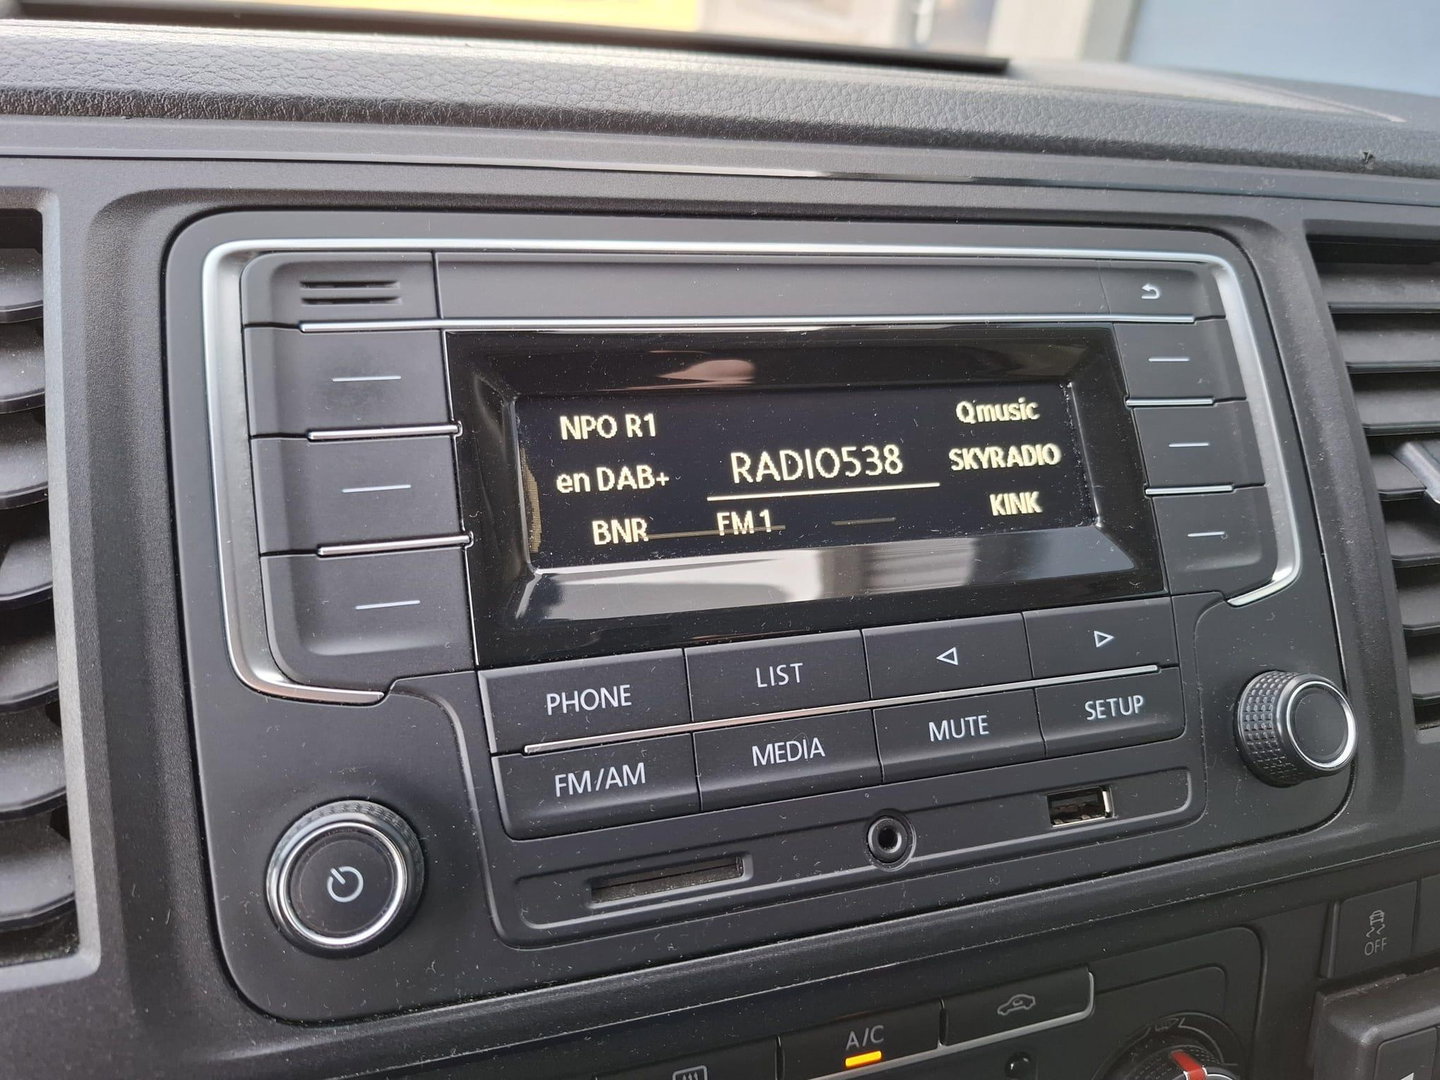 NPO R1
en DAB+
BNR
RADIO538
FM 1
Qmusic
SKYRADIO
KINK
PHONE
LIST
FM/AM
MEDIA
MUTE
SETUP
A/C
OFF